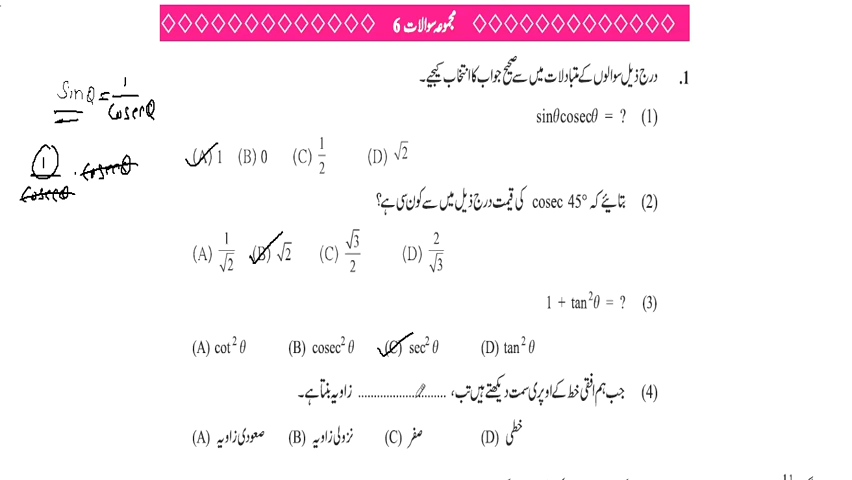 مجموعہ سوالات 6
1. درج ذیل سوالوں کے متبادلات میں سے صحیح جواب کا انتخاب کیجیے۔
(1) sinθcosecθ = ?
(A) 1 (B) 0 (C) 1/2 (D) √2
(2) بتائیے کہ cosec 45° کی قیمت درج ذیل میں سے کون سی ہے؟
(A) 1/√2 (B) √2 (C) √3/2 (D) 2/√3
(3) 1 + tan²θ = ?
(A) cot²θ (B) cosec²θ (C) sec²θ (D) tan²θ
(4) جب ہم افقی خط کے اوپری سمت دیکھتے ہیں تب، ...................... زاویہ بنتا ہے۔
(A) صعودی زاویہ (B) نزولی زاویہ (C) صفر (D) خطی
sinθ = 1/cosecθ
1/cosecθ . cosecθ